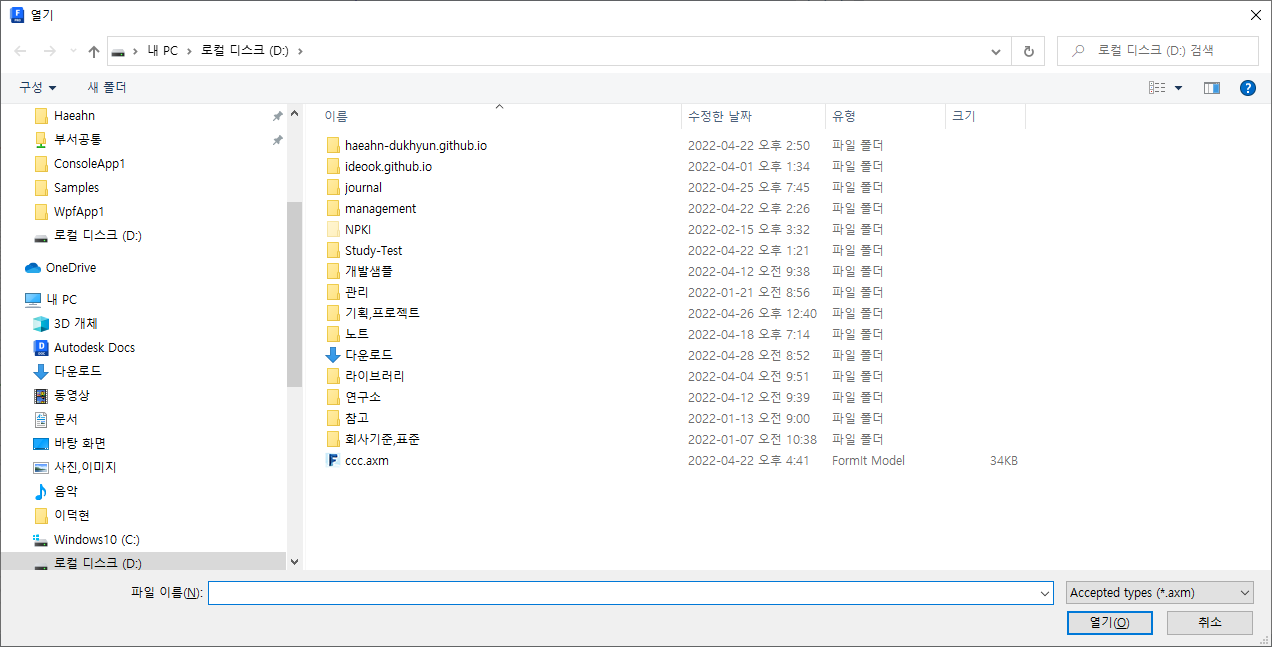 열기
내 PC › 로컬 디스크 (D:) ›
로컬 디스크 (D:) 검색
구성
새 폴더
Haeahn
부서공통
ConsoleApp1
Samples
WpfApp1
로컬 디스크 (D:)
OneDrive
내 PC
3D 개체
Autodesk Docs
다운로드
동영상
문서
바탕 화면
사진,이미지
음악
이덕현
Windows10 (C:)
로컬 디스크 (D:)
이름 수정한 날짜 유형 크기
haeahn-dukhyun.github.io 2022-04-22 오후 2:50 파일 폴더
ideook.github.io 2022-04-01 오후 1:34 파일 폴더
journal 2022-04-25 오후 7:45 파일 폴더
management 2022-04-22 오후 2:26 파일 폴더
NPKI 2022-02-15 오후 3:32 파일 폴더
Study-Test 2022-04-22 오후 1:21 파일 폴더
개발샘플 2022-04-12 오전 9:38 파일 폴더
관리 2022-01-21 오전 8:56 파일 폴더
기획,프로젝트 2022-04-26 오후 12:40 파일 폴더
노트 2022-04-18 오후 7:14 파일 폴더
다운로드 2022-04-28 오전 8:52 파일 폴더
라이브러리 2022-04-04 오전 9:51 파일 폴더
연구소 2022-04-12 오전 9:39 파일 폴더
참고 2022-01-13 오전 9:00 파일 폴더
회사기준,표준 2022-01-07 오전 10:38 파일 폴더
ccc.axm 2022-04-22 오후 4:41 FormIt Model 34KB
파일 이름(N):
Accepted types (*.axm)
열기(O)
취소